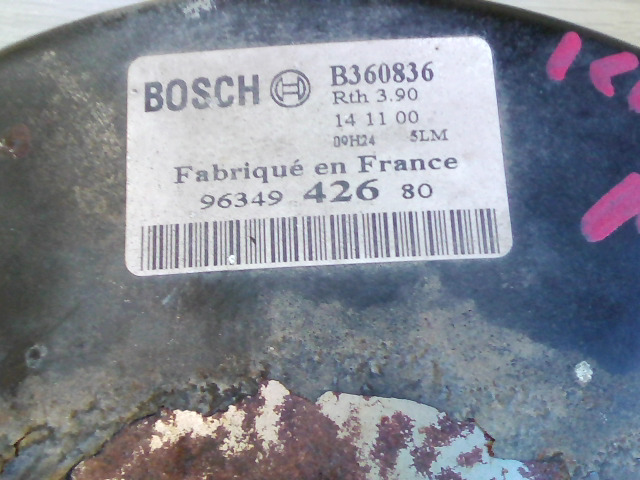 BOSCH B360836
Rth 3.90
14 11 00
09H24 5LM
Fabriqué en France
96349 426 80